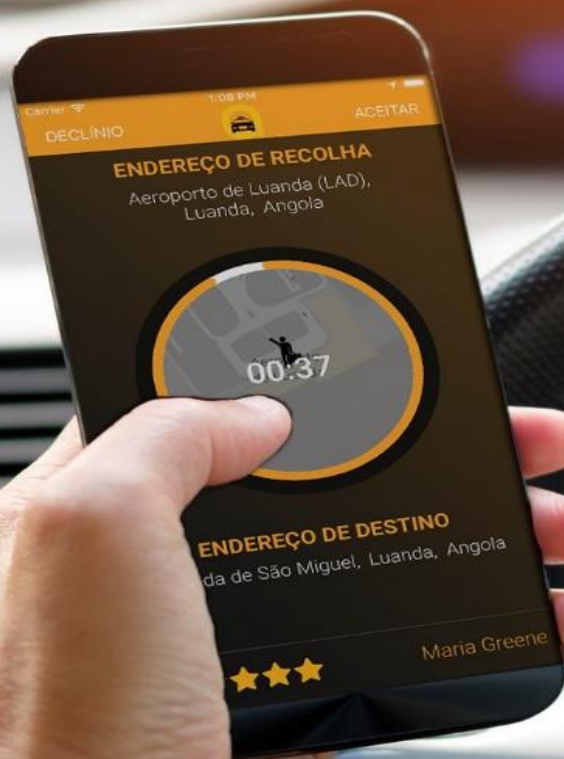 Carrier
1:08 PM
DECLÍNIO
ACEITAR
ENDEREÇO DE RECOLHA
Aeroporto de Luanda (LAD),
Luanda, Angola
00:37
ENDEREÇO DE DESTINO
da de São Miguel, Luanda, Angola
Maria Greene